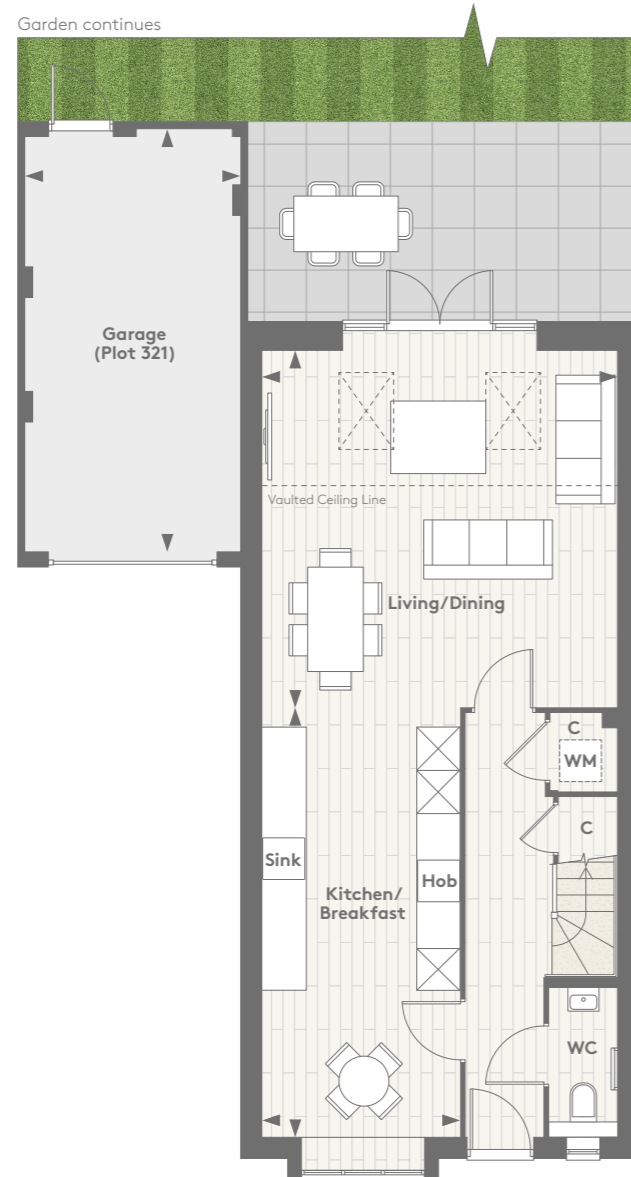 Garden continues
Garage
(Plot 321)
Vaulted Ceiling Line
Living/Dining
C
WM
C
Sink
Hob
Kitchen/
Breakfast
WC